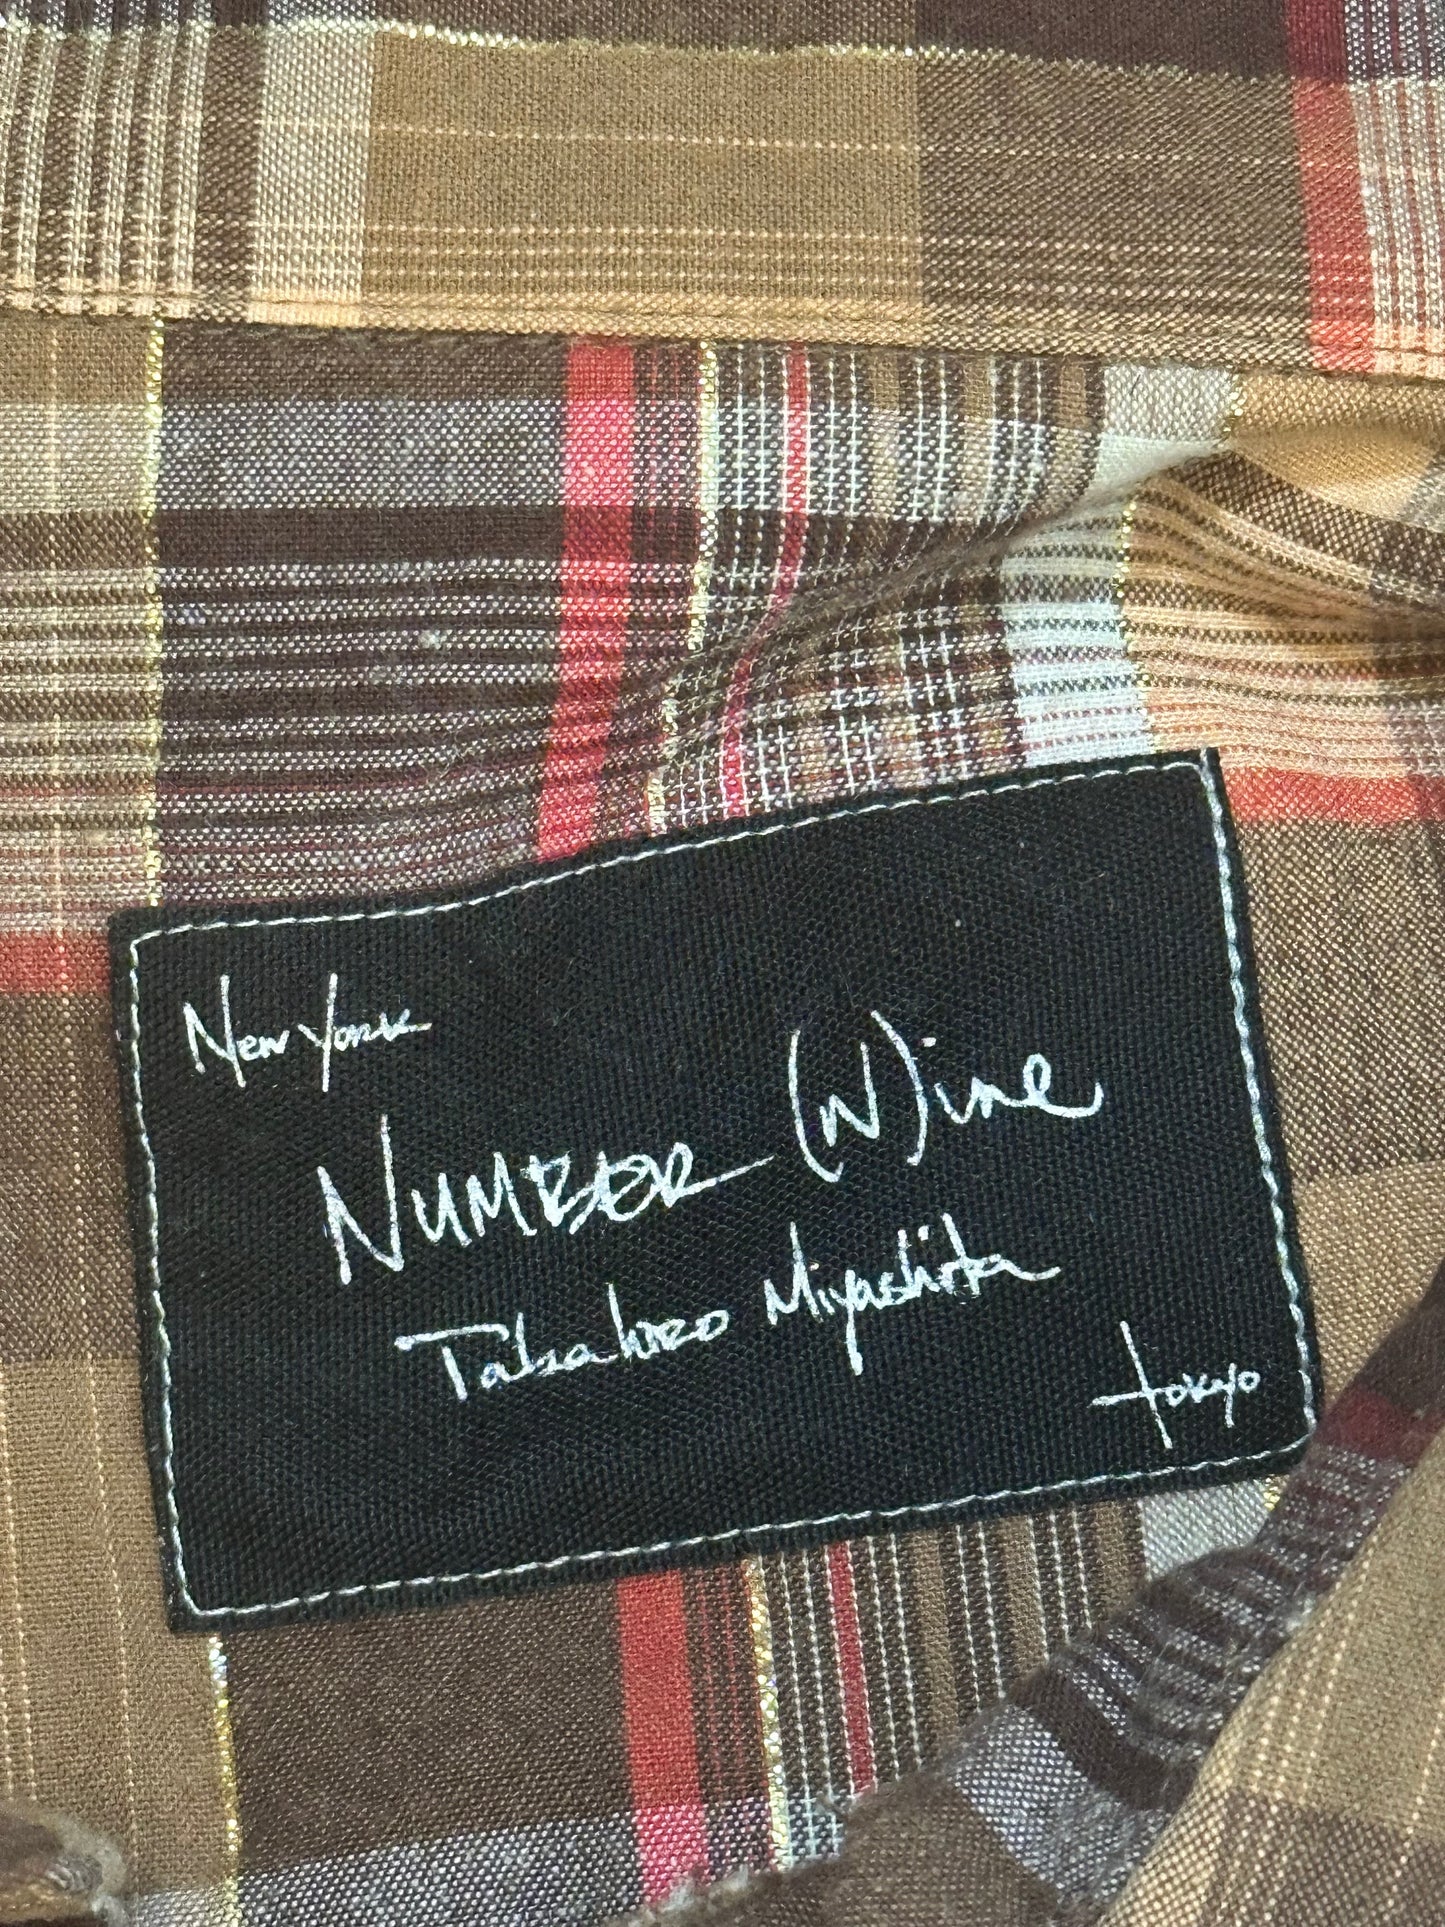 New York
NUMBER (N)ine
Takahiro Miyashita
tokyo